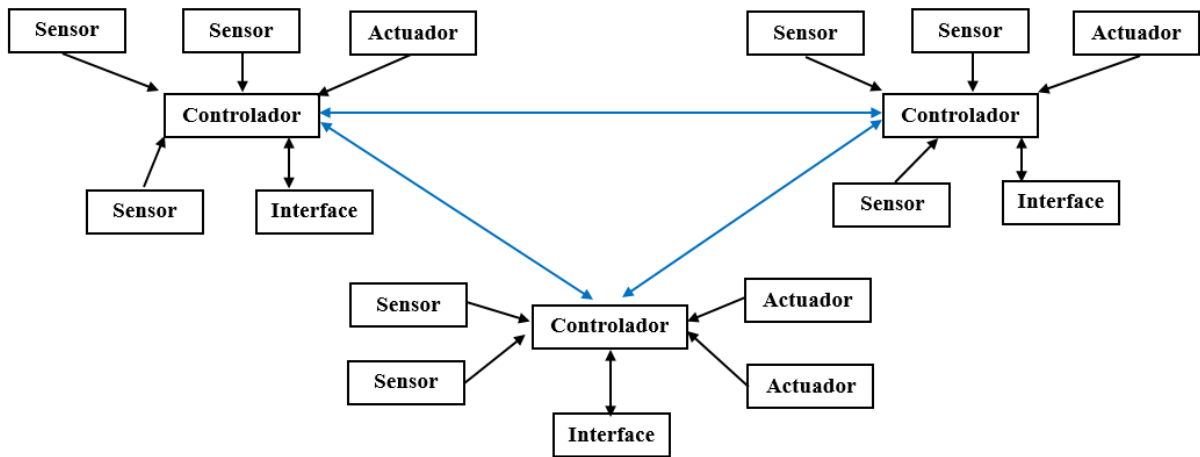 Sensor
Sensor
Actuador
Sensor
Sensor
Actuador
Controlador
Controlador
Sensor
Interface
Sensor
Interface
Sensor
Actuador
Controlador
Sensor
Actuador
Interface